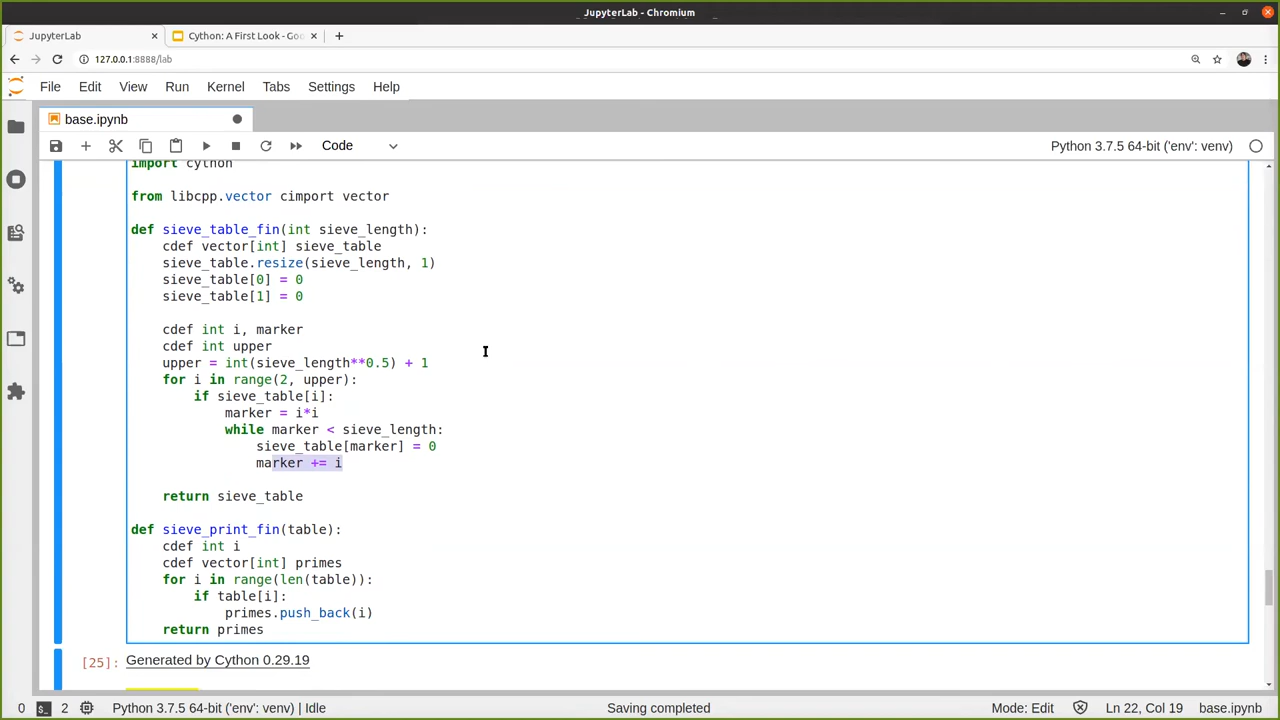 JupyterLab - Chromium
JupyterLab
Cython: A First Look - Goo
127.0.0.1:8888/lab
File Edit View Run Kernel Tabs Settings Help
base.ipynb
Code
Python 3.7.5 64-bit ('env': venv)
import cython
from libcpp.vector cimport vector
def sieve_table_fin(int sieve_length):
    cdef vector[int] sieve_table
    sieve_table.resize(sieve_length, 1)
    sieve_table[0] = 0
    sieve_table[1] = 0
    cdef int i, marker
    cdef int upper
    upper = int(sieve_length**0.5) + 1
    for i in range(2, upper):
        if sieve_table[i]:
            marker = i*i
            while marker < sieve_length:
                sieve_table[marker] = 0
                marker += i
    return sieve_table
def sieve_print_fin(table):
    cdef int i
    cdef vector[int] primes
    for i in range(len(table)):
        if table[i]:
            primes.push_back(i)
    return primes
[25]: Generated by Cython 0.29.19
0 2 Python 3.7.5 64-bit ('env': venv) | Idle Saving completed Mode: Edit Ln 22, Col 19 base.ipynb